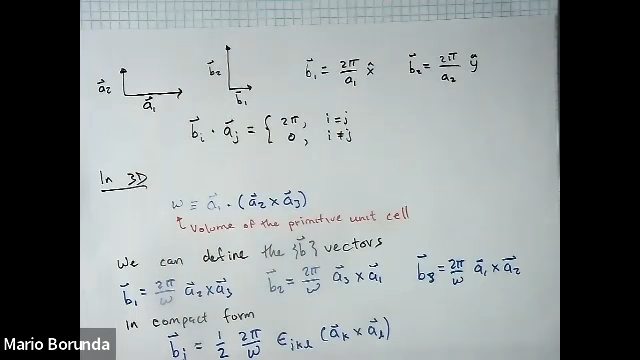 a⃗₂ a⃗₁ b⃗₂ b⃗₁ b⃗₁ = 2π/a₁ x̂ b⃗₂ = 2π/a₂ ŷ
b⃗ᵢ · a⃗ⱼ = { 2π, i=j
0, i≠j
In 3D
w ≡ a⃗₁ · (a⃗₂ × a⃗₃)
Volume of the primitive unit cell
We can define the {b⃗} vectors
b⃗₁ = 2π/w a⃗₂×a⃗₃ b⃗₂ = 2π/w a⃗₃×a⃗₁ b⃗₃ = 2π/w a⃗₁×a⃗₂
In compact form
b⃗ⱼ = 1/2 2π/w ϵⱼₖₗ (a⃗ₖ × a⃗ₗ)
Mario Borunda